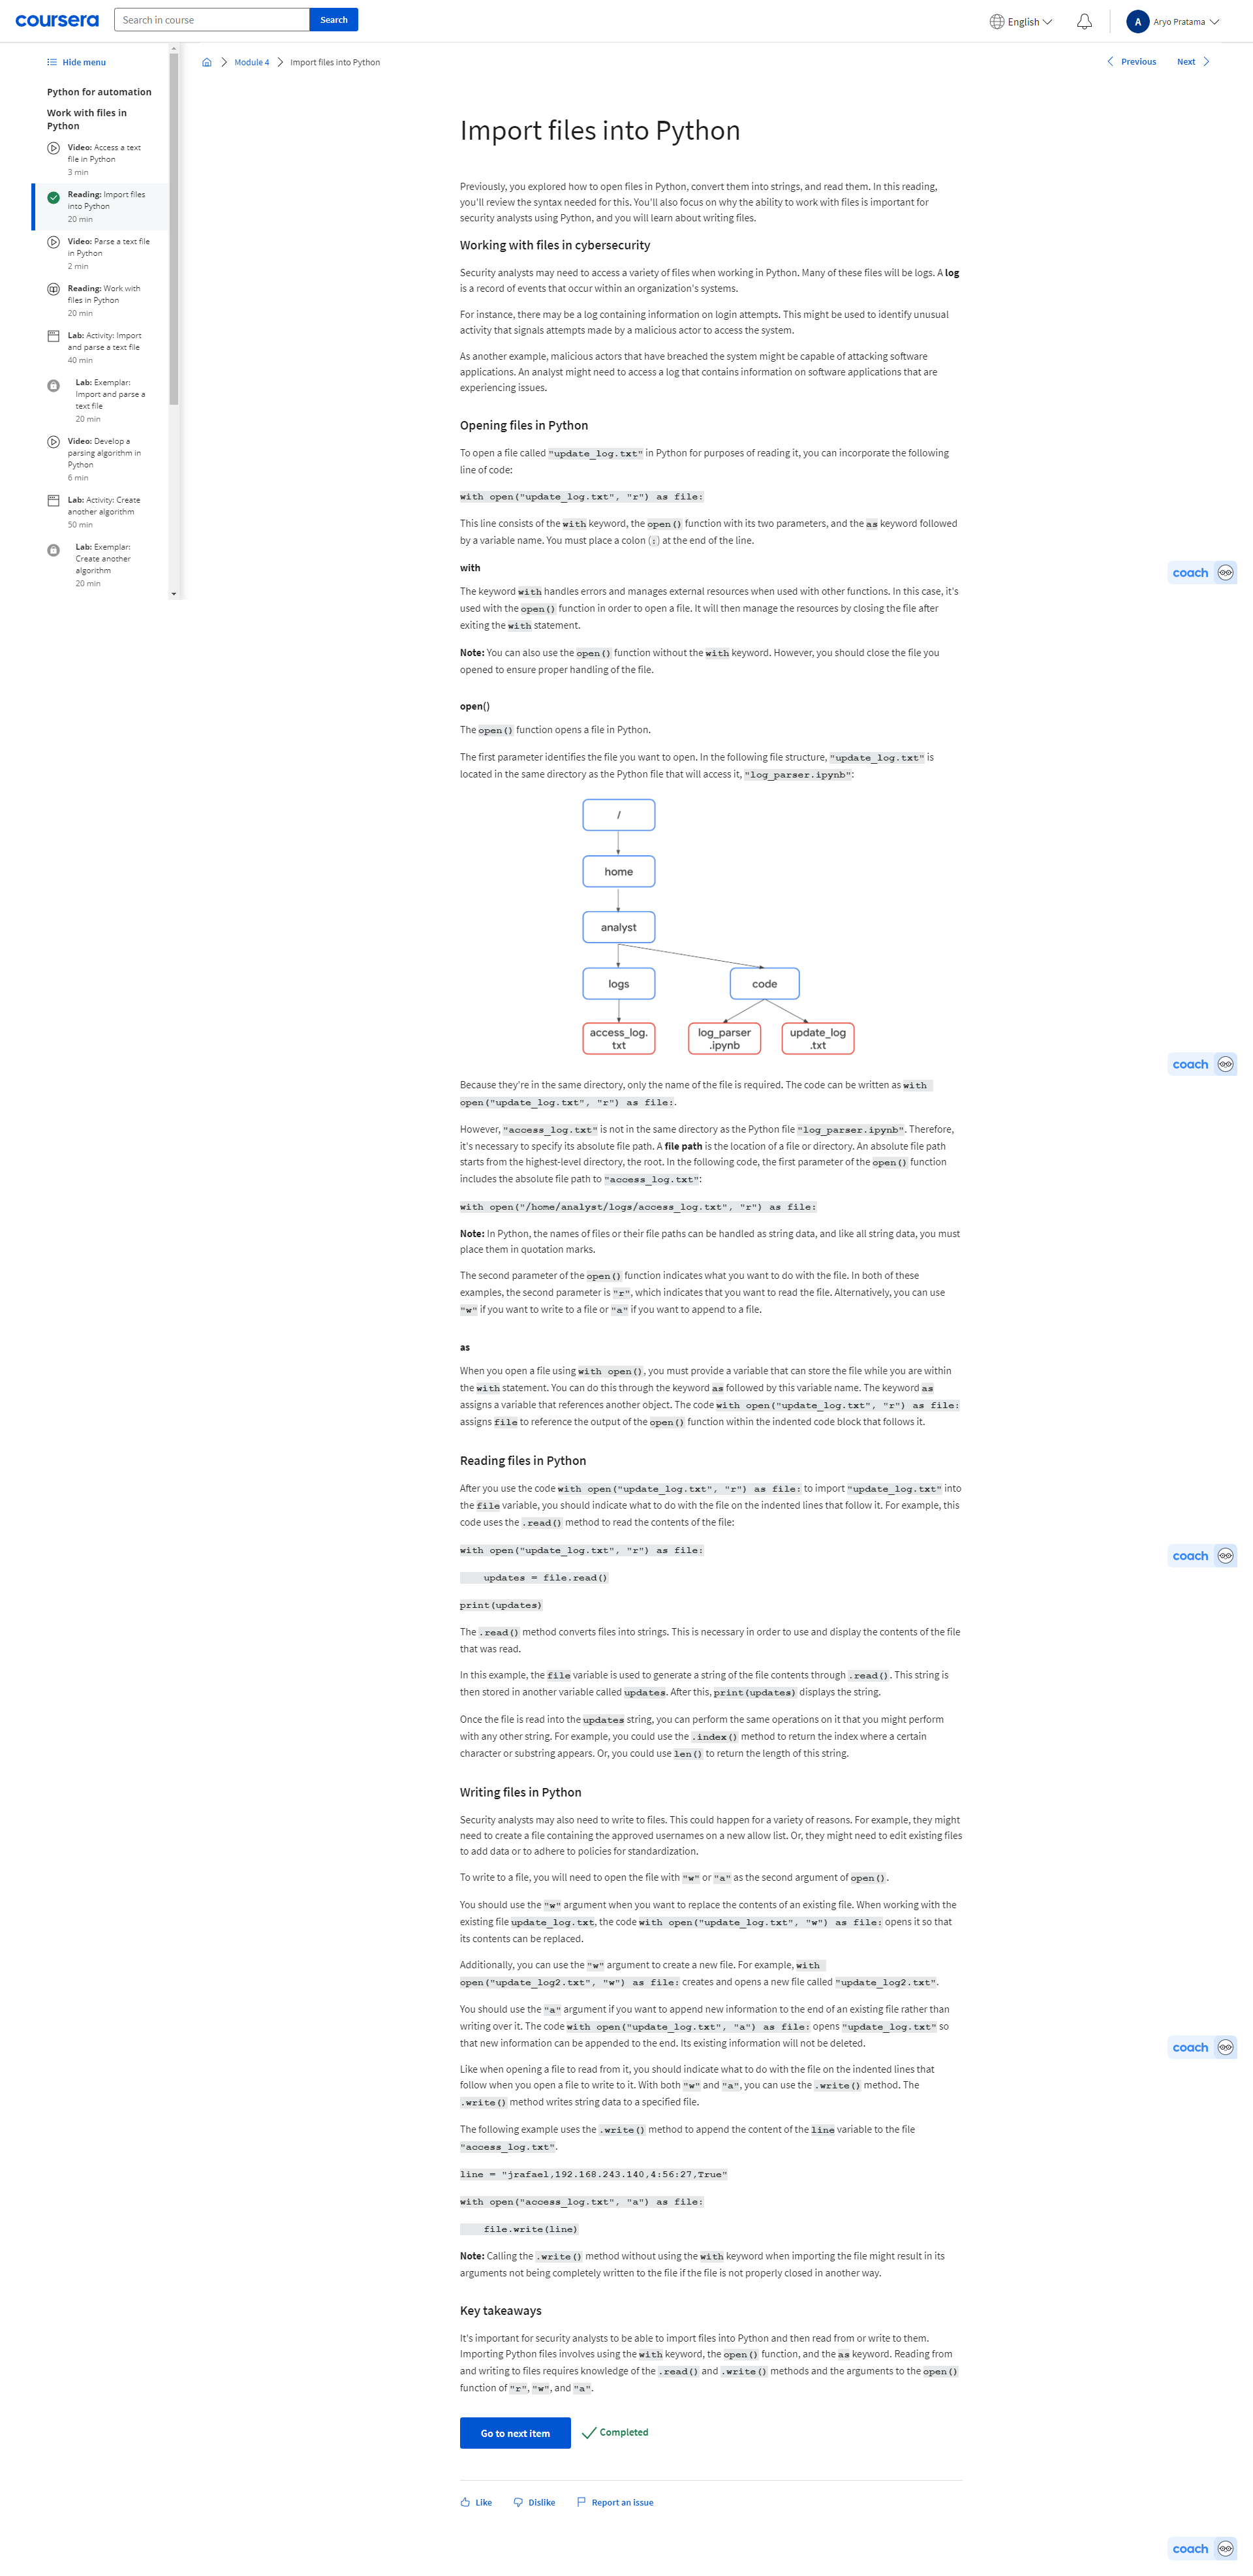 coursera
Search in course
Search
English
A
Aryo Pratama
Hide menu
Python for automation
Work with files in
Python
Video: Access a text
file in Python
3 min
Reading: Import files
into Python
20 min
Video: Parse a text file
in Python
2 min
Reading: Work with
files in Python
20 min
Lab: Activity: Import
and parse a text file
40 min
Lab: Exemplar:
Import and parse a
text file
20 min
Video: Develop a
parsing algorithm in
Python
6 min
Lab: Activity: Create
another algorithm
50 min
Lab: Exemplar:
Create another
algorithm
20 min
Module 4
Import files into Python
Previous
Next
Import files into Python
Previously, you explored how to open files in Python, convert them into strings, and read them. In this reading,
you'll review the syntax needed for this. You'll also focus on why the ability to work with files is important for
security analysts using Python, and you will learn about writing files.
Working with files in cybersecurity
Security analysts may need to access a variety of files when working in Python. Many of these files will be logs. A log
is a record of events that occur within an organization's systems.
For instance, there may be a log containing information on login attempts. This might be used to identify unusual
activity that signals attempts made by a malicious actor to access the system.
As another example, malicious actors that have breached the system might be capable of attacking software
applications. An analyst might need to access a log that contains information on software applications that are
experiencing issues.
Opening files in Python
To open a file called "update_log.txt" in Python for purposes of reading it, you can incorporate the following
line of code:
with open("update_log.txt", "r") as file:
This line consists of the with keyword, the open() function with its two parameters, and the as keyword followed
by a variable name. You must place a colon (:) at the end of the line.
with
coach
The keyword with handles errors and manages external resources when used with other functions. In this case, it's
used with the open() function in order to open a file. It will then manage the resources by closing the file after
exiting the with statement.
Note: You can also use the open() function without the with keyword. However, you should close the file you
opened to ensure proper handling of the file.
open()
The open() function opens a file in Python.
The first parameter identifies the file you want to open. In the following file structure, "update_log.txt" is
located in the same directory as the Python file that will access it, "log_parser.ipynb":
/
home
analyst
logs
code
access_log.
txt
log_parser
.ipynb
update_log
.txt
coach
Because they're in the same directory, only the name of the file is required. The code can be written as with
open("update_log.txt", "r") as file:.
However, "access_log.txt" is not in the same directory as the Python file "log_parser.ipynb". Therefore,
it's necessary to specify its absolute file path. A file path is the location of a file or directory. An absolute file path
starts from the highest-level directory, the root. In the following code, the first parameter of the open() function
includes the absolute file path to "access_log.txt":
with open("/home/analyst/logs/access_log.txt", "r") as file:
Note: In Python, the names of files or their file paths can be handled as string data, and like all string data, you must
place them in quotation marks.
The second parameter of the open() function indicates what you want to do with the file. In both of these
examples, the second parameter is "r", which indicates that you want to read the file. Alternatively, you can use
"w" if you want to write to a file or "a" if you want to append to a file.
as
When you open a file using with open(), you must provide a variable that can store the file while you are within
the with statement. You can do this through the keyword as followed by this variable name. The keyword as
assigns a variable that references another object. The code with open("update_log.txt", "r") as file:
assigns file to reference the output of the open() function within the indented code block that follows it.
Reading files in Python
After you use the code with open("update_log.txt", "r") as file: to import "update_log.txt" into
the file variable, you should indicate what to do with the file on the indented lines that follow it. For example, this
code uses the .read() method to read the contents of the file:
with open("update_log.txt", "r") as file:
coach
    updates = file.read()
print(updates)
The .read() method converts files into strings. This is necessary in order to use and display the contents of the file
that was read.
In this example, the file variable is used to generate a string of the file contents through .read(). This string is
then stored in another variable called updates. After this, print(updates) displays the string.
Once the file is read into the updates string, you can perform the same operations on it that you might perform
with any other string. For example, you could use the .index() method to return the index where a certain
character or substring appears. Or, you could use len() to return the length of this string.
Writing files in Python
Security analysts may also need to write to files. This could happen for a variety of reasons. For example, they might
need to create a file containing the approved usernames on a new allow list. Or, they might need to edit existing files
to add data or to adhere to policies for standardization.
To write to a file, you will need to open the file with "w" or "a" as the second argument of open().
You should use the "w" argument when you want to replace the contents of an existing file. When working with the
existing file update_log.txt, the code with open("update_log.txt", "w") as file: opens it so that
its contents can be replaced.
Additionally, you can use the "w" argument to create a new file. For example, with
open("update_log2.txt", "w") as file: creates and opens a new file called "update_log2.txt".
You should use the "a" argument if you want to append new information to the end of an existing file rather than
writing over it. The code with open("update_log.txt", "a") as file: opens "update_log.txt" so
that new information can be appended to the end. Its existing information will not be deleted.
coach
Like when opening a file to read from it, you should indicate what to do with the file on the indented lines that
follow when you open a file to write to it. With both "w" and "a", you can use the .write() method. The
.write() method writes string data to a specified file.
The following example uses the .write() method to append the content of the line variable to the file
"access_log.txt".
line = "jrafael,192.168.243.140,4:56:27,True"
with open("access_log.txt", "a") as file:
    file.write(line)
Note: Calling the .write() method without using the with keyword when importing the file might result in its
arguments not being completely written to the file if the file is not properly closed in another way.
Key takeaways
It's important for security analysts to be able to import files into Python and then read from or write to them.
Importing Python files involves using the with keyword, the open() function, and the as keyword. Reading from
and writing to files requires knowledge of the .read() and .write() methods and the arguments to the open()
function of "r", "w", and "a".
Go to next item
Completed
Like
Dislike
Report an issue
coach